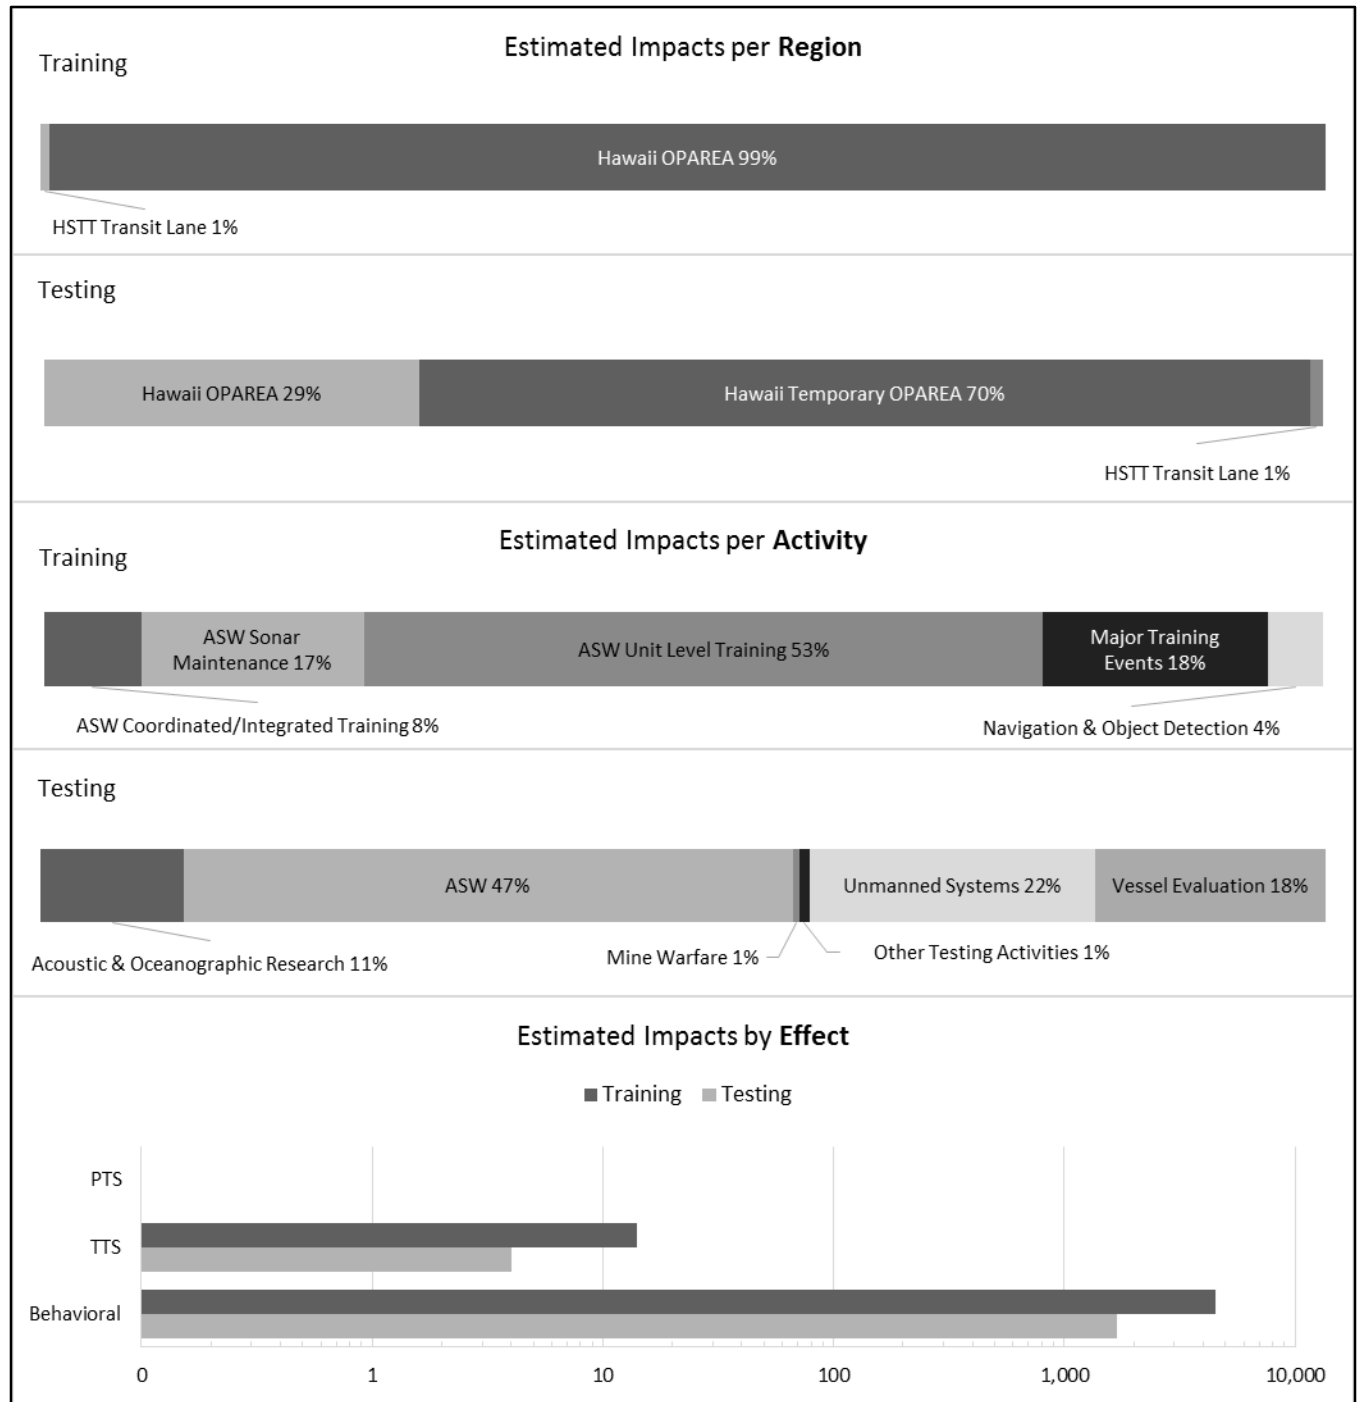 Estimated Impacts per Region
Training
Hawaii OPAREA 99%
HSTT Transit Lane 1%
Testing
Hawaii OPAREA 29%
Hawaii Temporary OPAREA 70%
HSTT Transit Lane 1%
Estimated Impacts per Activity
Training
ASW Sonar
Maintenance 17%
ASW Unit Level Training 53%
Major Training
Events 18%
ASW Coordinated/Integrated Training 8%
Navigation & Object Detection 4%
Testing
ASW 47%
Unmanned Systems 22%
Vessel Evaluation 18%
Acoustic & Oceanographic Research 11%
Mine Warfare 1%
Other Testing Activities 1%
Estimated Impacts by Effect
Training
Testing
PTS
TTS
Behavioral
0
1
10
100
1,000
10,000